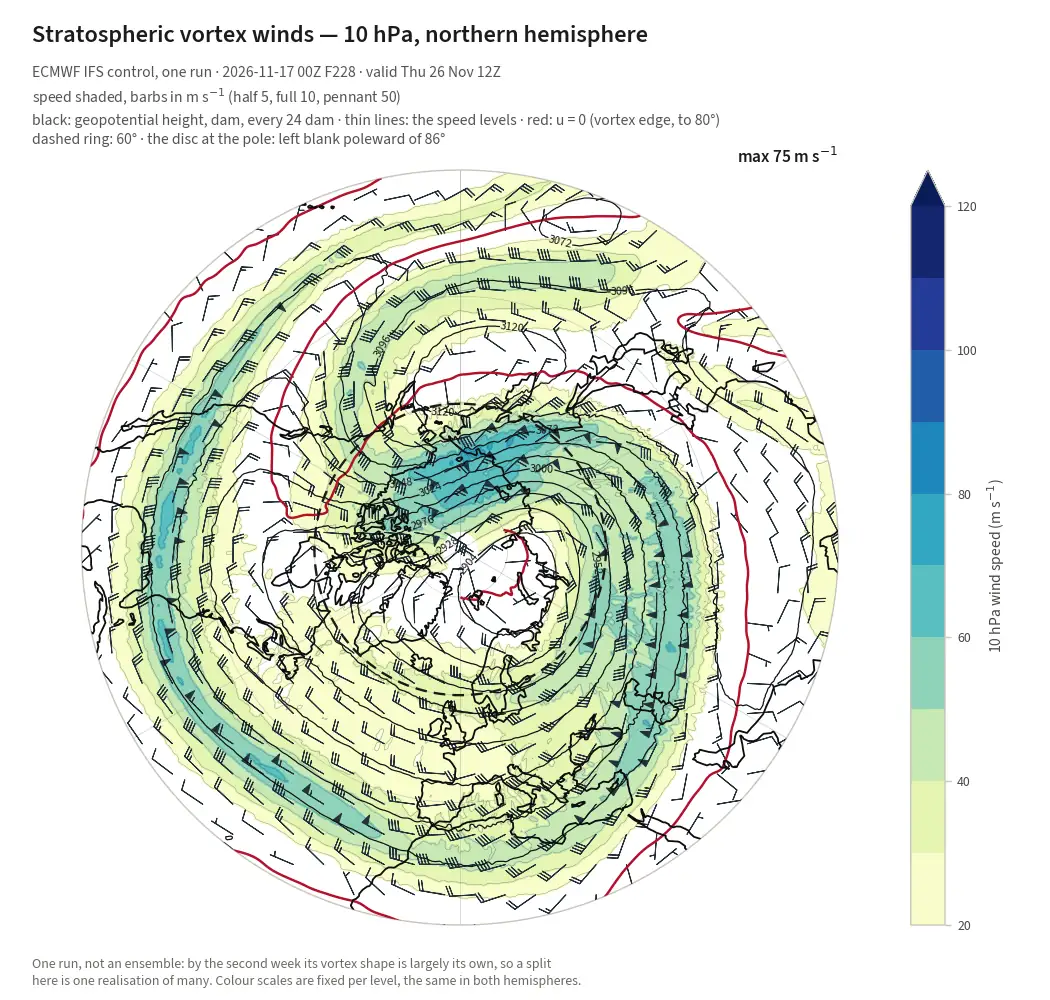 Stratospheric vortex winds — 10 hPa, northern hemisphere
ECMWF IFS control, one run · 2026-11-17 00Z F228 · valid Thu 26 Nov 12Z
speed shaded, barbs in m s−1 (half 5, full 10, pennant 50)
black: geopotential height, dam, every 24 dam · thin lines: the speed levels · red: u = 0 (vortex edge, to 80°)
dashed ring: 60° · the disc at the pole: left blank poleward of 86°
max 75 m s−1
3072
3120
3096
3120
3000
2976
120
100
80
60
40
20
10 hPa wind speed (m s−1)
One run, not an ensemble: by the second week its vortex shape is largely its own, so a split
here is one realisation of many. Colour scales are fixed per level, the same in both hemispheres.